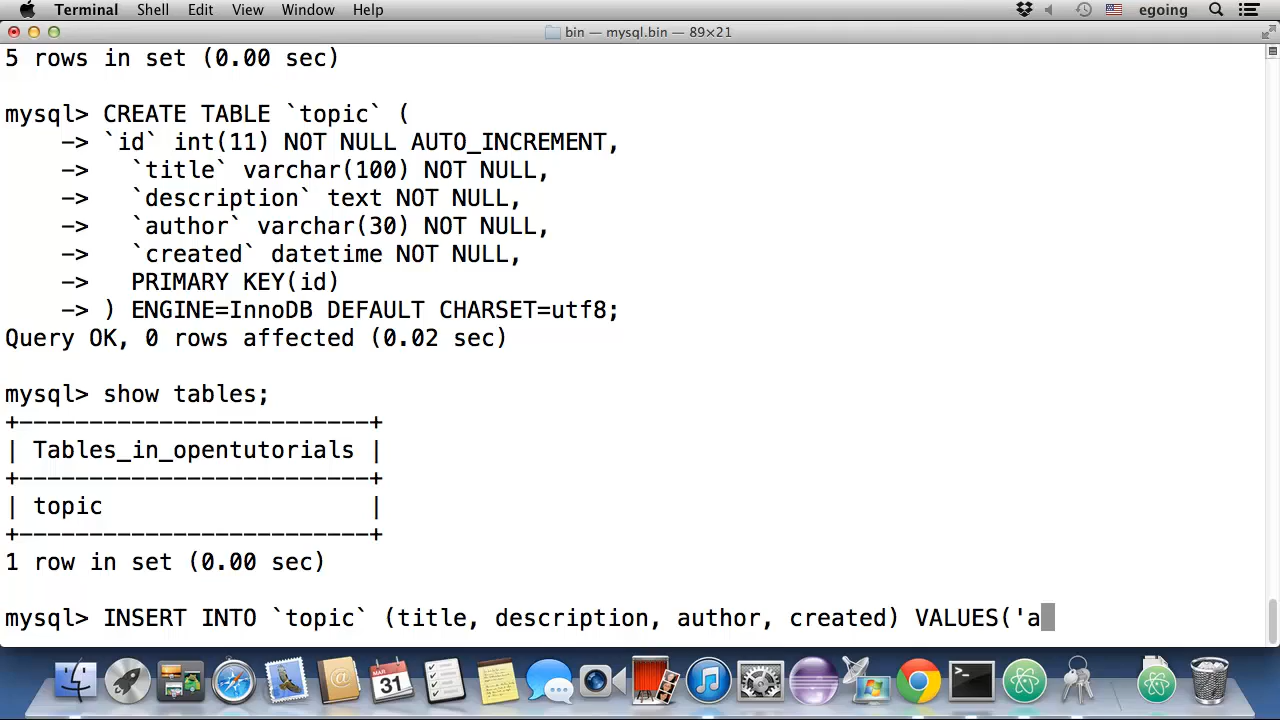 Terminal Shell Edit View Window Help egoing
bin — mysql.bin — 89×21
5 rows in set (0.00 sec)
mysql> CREATE TABLE `topic` (
    -> `id` int(11) NOT NULL AUTO_INCREMENT,
    ->   `title` varchar(100) NOT NULL,
    ->   `description` text NOT NULL,
    ->   `author` varchar(30) NOT NULL,
    ->   `created` datetime NOT NULL,
    ->   PRIMARY KEY(id)
    -> ) ENGINE=InnoDB DEFAULT CHARSET=utf8;
Query OK, 0 rows affected (0.02 sec)
mysql> show tables;
+-------------------------+
| Tables_in_opentutorials |
+-------------------------+
| topic                   |
+-------------------------+
1 row in set (0.00 sec)
mysql> INSERT INTO `topic` (title, description, author, created) VALUES('a
MAR
31